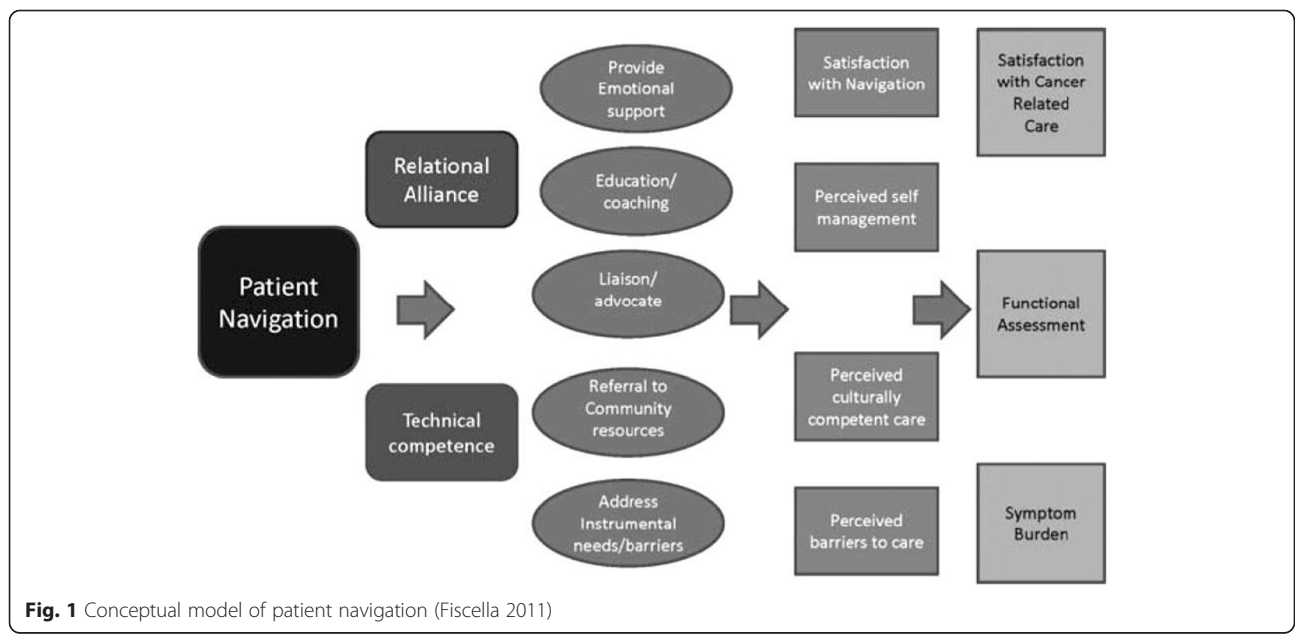 Patient
Navigation
Relational
Alliance
Technical
competence
Provide
Emotional
support
Education/
coaching
Liaison/
advocate
Referral to
Community
resources
Address
Instrumental
needs/barriers
Satisfaction
with Navigation
Perceived self
management
Perceived
culturally
competent care
Perceived
barriers to care
Satisfaction
with Cancer
Related
Care
Functional
Assessment
Symptom
Burden
Fig. 1 Conceptual model of patient navigation (Fiscella 2011)